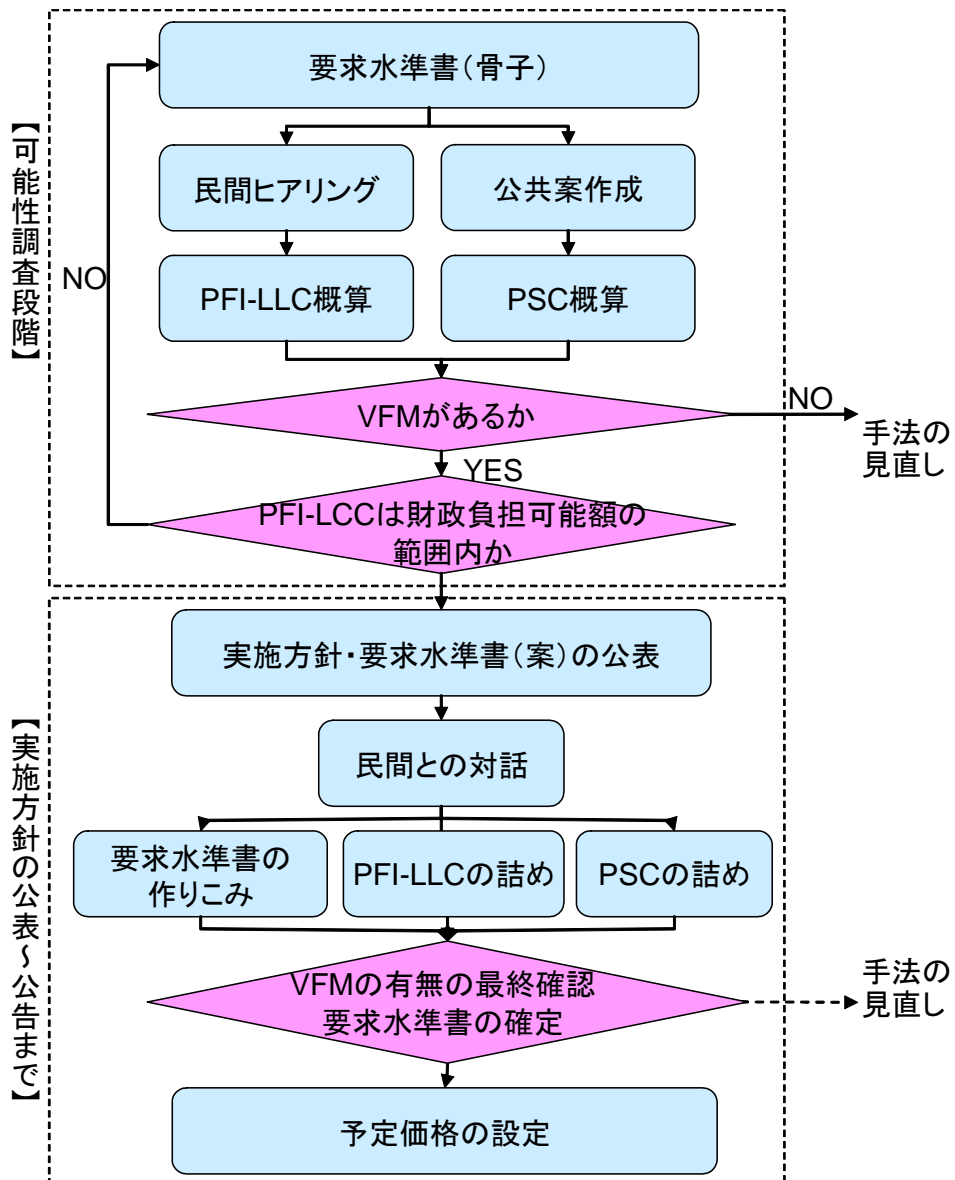 【可能性調査段階】
要求水準書（骨子）
民間ヒアリング
公共案作成
PFI-LLC概算
PSC概算
NO
VFMがあるか
NO
手法の
見直し
YES
PFI-LCCは財政負担可能額の
範囲内か
【実施方針の公表～公告まで】
実施方針・要求水準書（案）の公表
民間との対話
要求水準書の
作りこみ
PFI-LLCの詰め
PSCの詰め
VFMの有無の最終確認
要求水準書の確定
手法の
見直し
予定価格の設定